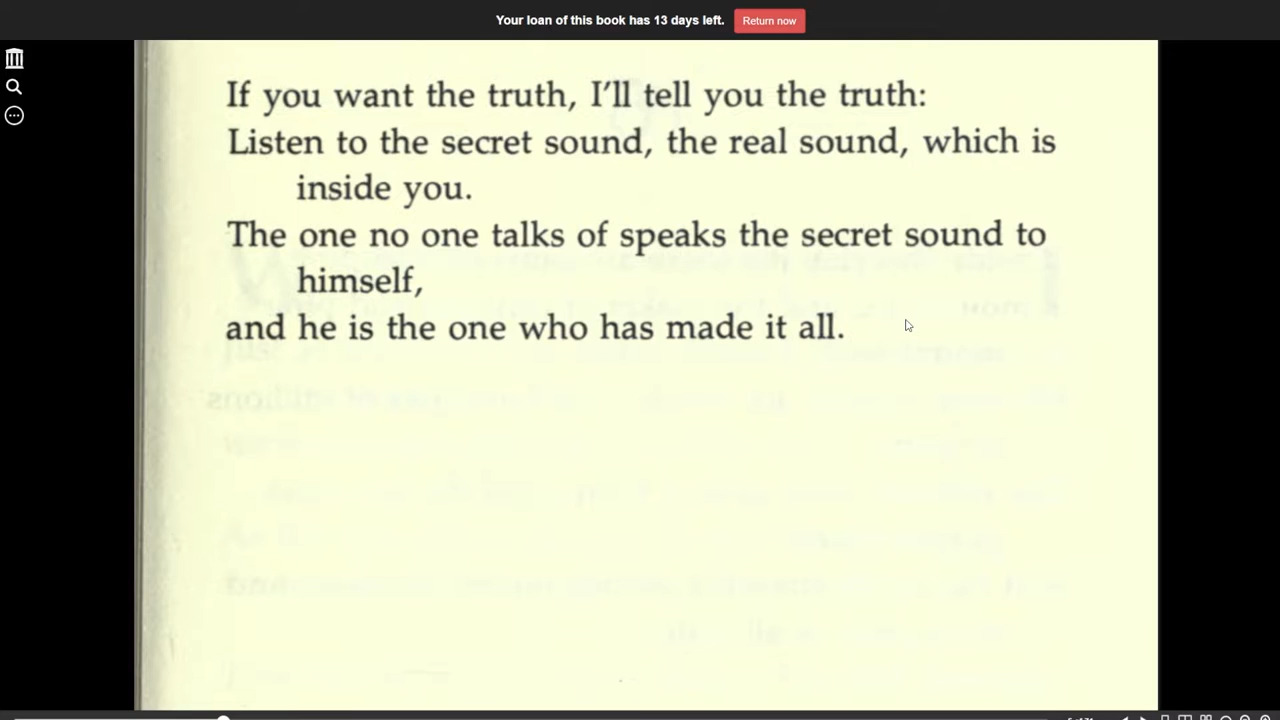 Your loan of this book has 13 days left. Return now
If you want the truth, I'll tell you the truth:
Listen to the secret sound, the real sound, which is
inside you.
The one no one talks of speaks the secret sound to
himself,
and he is the one who has made it all.